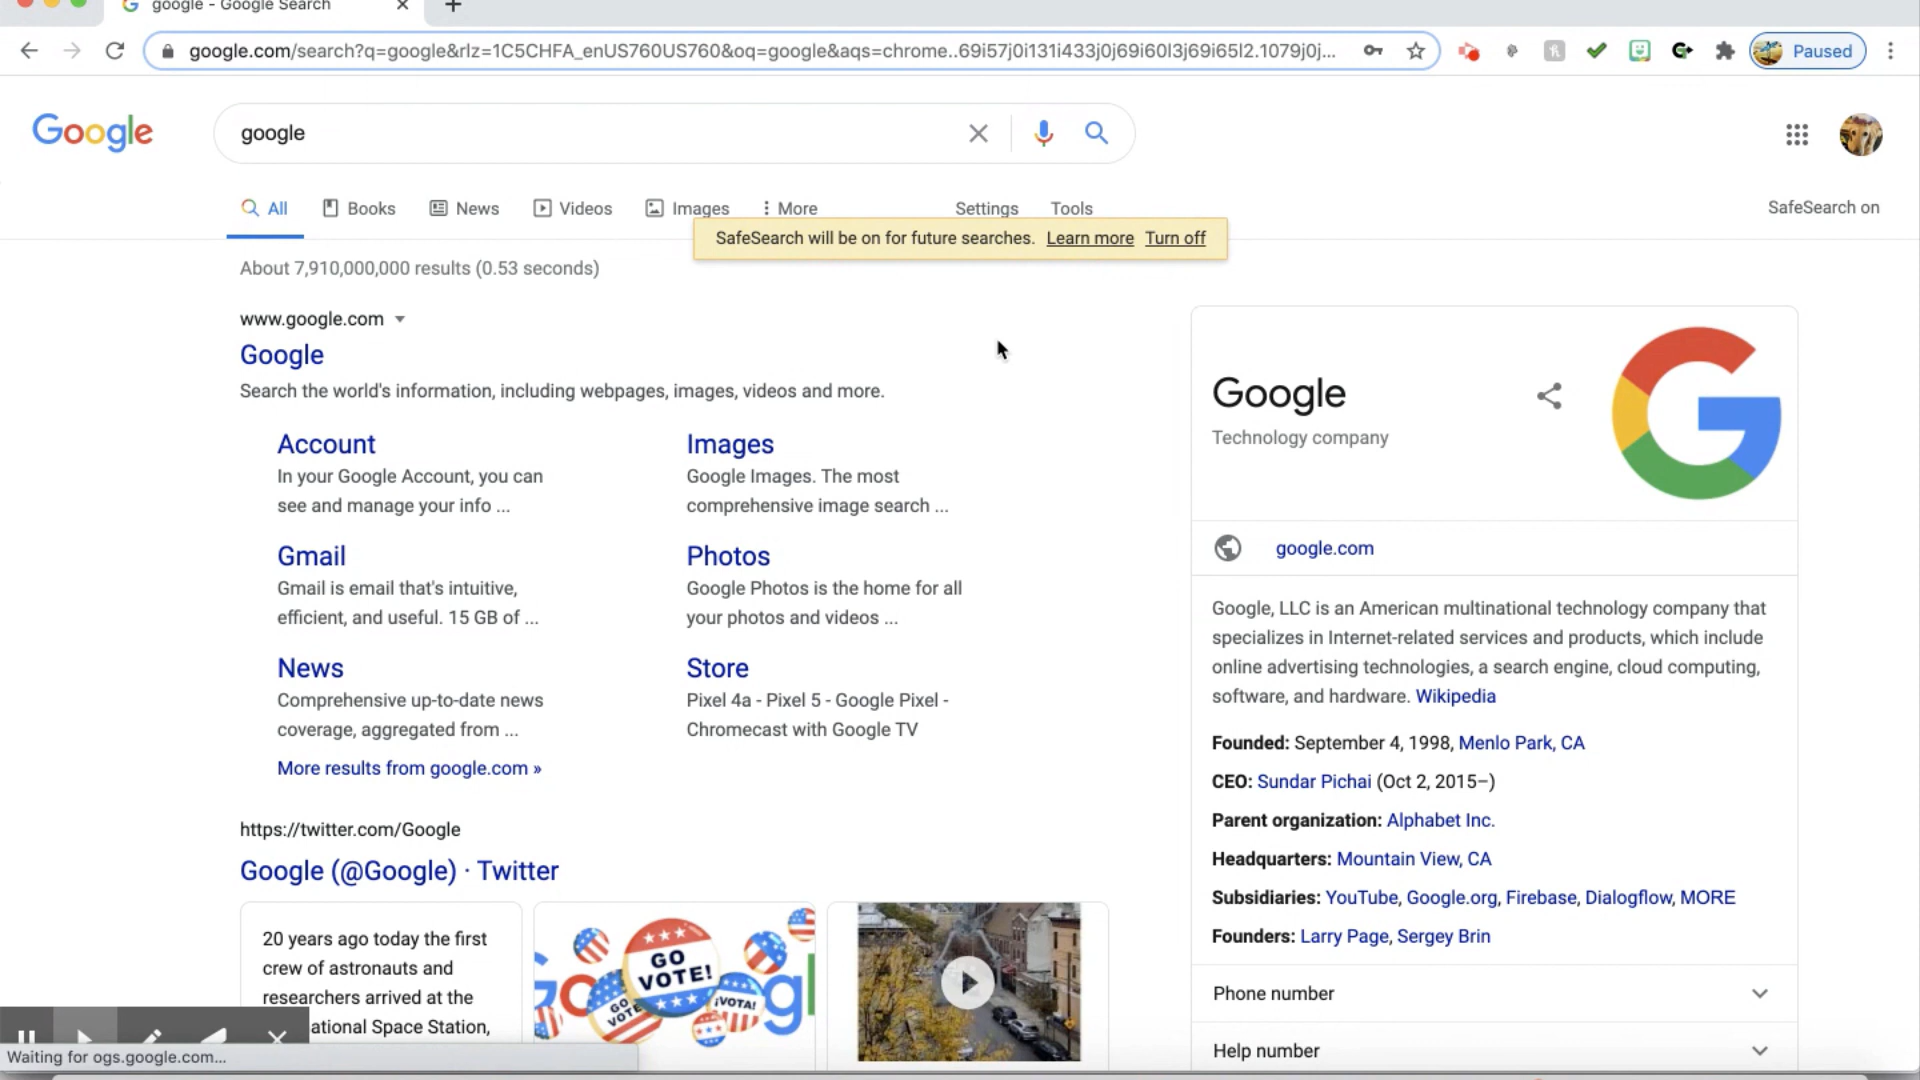 google - Google Search
google.com/search?q=google&rlz=1C5CHFA_enUS760US760&oq=google&aqs=chrome..69i57j0i131i433j0j69i60l3j69i65l2.1079j0j...
Paused
Google
google
All
Books
News
Videos
Images
More
Settings
Tools
SafeSearch on
SafeSearch will be on for future searches. Learn more Turn off
About 7,910,000,000 results (0.53 seconds)
www.google.com
Google
Search the world's information, including webpages, images, videos and more.
Account
In your Google Account, you can
see and manage your info ...
Images
Google Images. The most
comprehensive image search ...
Gmail
Gmail is email that's intuitive,
efficient, and useful. 15 GB of ...
Photos
Google Photos is the home for all
your photos and videos ...
News
Comprehensive up-to-date news
coverage, aggregated from ...
Store
Pixel 4a - Pixel 5 - Google Pixel -
Chromecast with Google TV
More results from google.com »
https://twitter.com/Google
Google (@Google) · Twitter
20 years ago today the first
crew of astronauts and
researchers arrived at the
ational Space Station,
GO
VOTE!
GO
VOTE
¡VOTA!
Waiting for ogs.google.com...
Google
Technology company
google.com
Google, LLC is an American multinational technology company that
specializes in Internet-related services and products, which include
online advertising technologies, a search engine, cloud computing,
software, and hardware. Wikipedia
Founded: September 4, 1998, Menlo Park, CA
CEO: Sundar Pichai (Oct 2, 2015–)
Parent organization: Alphabet Inc.
Headquarters: Mountain View, CA
Subsidiaries: YouTube, Google.org, Firebase, Dialogflow, MORE
Founders: Larry Page, Sergey Brin
Phone number
Help number